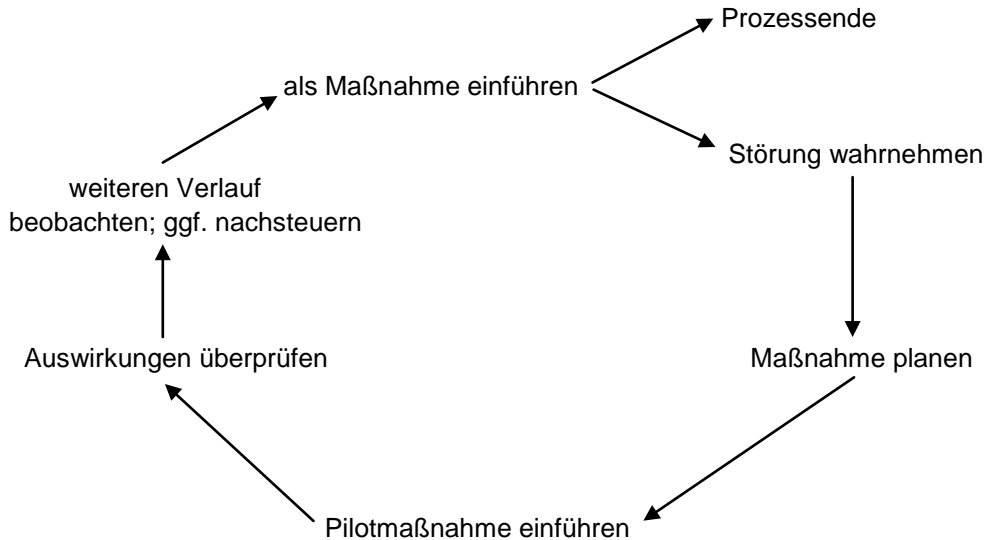 Prozessende
als Maßnahme einführen
Störung wahrnehmen
weiteren Verlauf
beobachten; ggf. nachsteuern
Auswirkungen überprüfen
Maßnahme planen
Pilotmaßnahme einführen